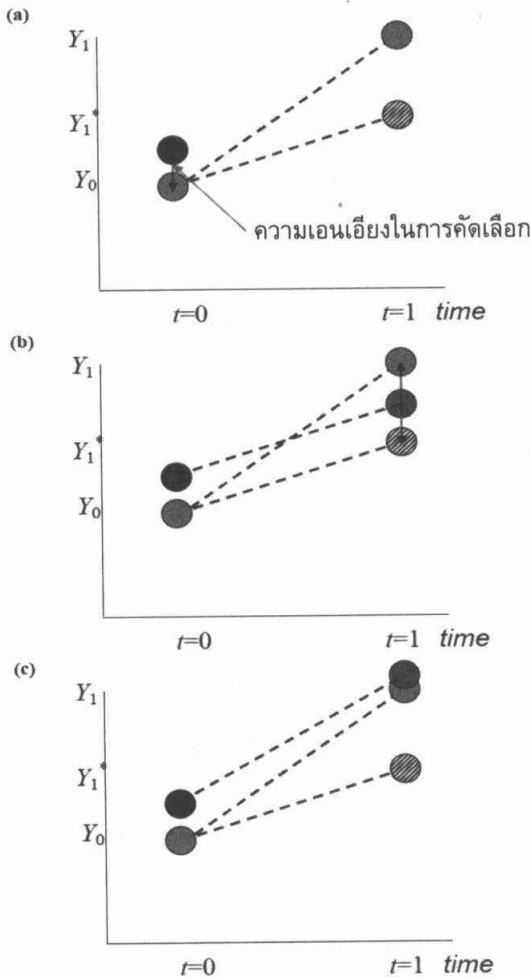 (a)
Y₁
Y₁*
Y₀
ความเอนเอียงในการคัดเลือก
t=0 t=1 time
(b)
Y₁
Y₁*
Y₀
t=0 t=1 time
(c)
Y₁
Y₁*
Y₀
t=0 t=1 time